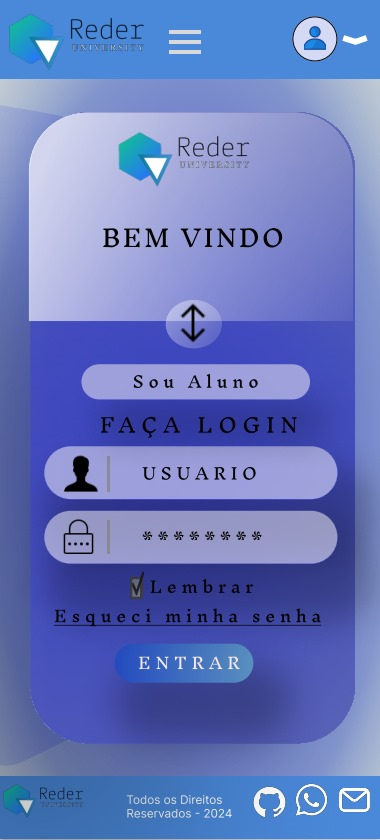 Reder
UNIVERSITY
Reder
UNIVERSITY
BEM VINDO
Sou Aluno
FAÇA LOGIN
USUARIO
********
Lembrar
Esqueci minha senha
ENTRAR
Reder
UNIVERSITY
Todos os Direitos
Reservados - 2024